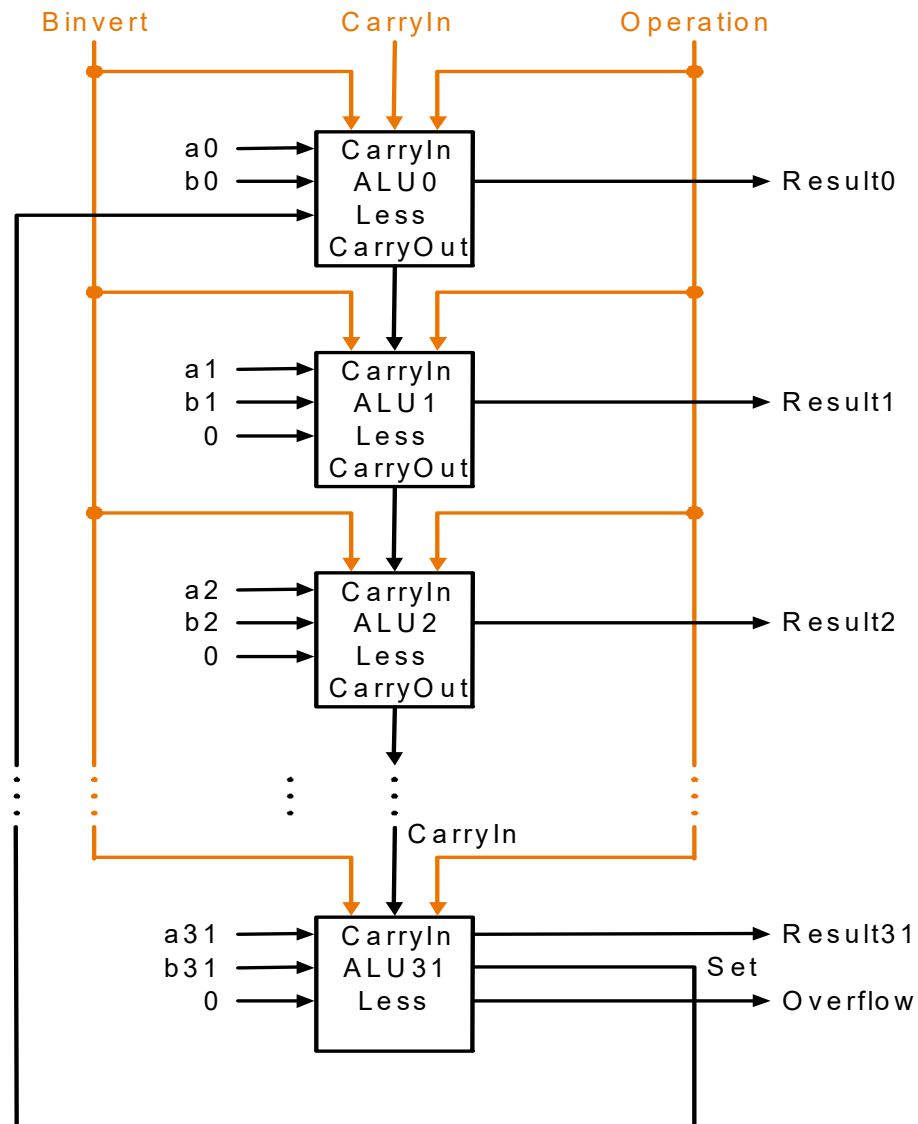 Binvert CarryIn Operation
a0 CarryIn
b0 ALU0 Result0
Less
CarryOut
a1 CarryIn
b1 ALU1 Result1
0 Less
CarryOut
a2 CarryIn
b2 ALU2 Result2
0 Less
CarryOut
CarryIn
a31 CarryIn Result31
b31 ALU31 Set
0 Less Overflow